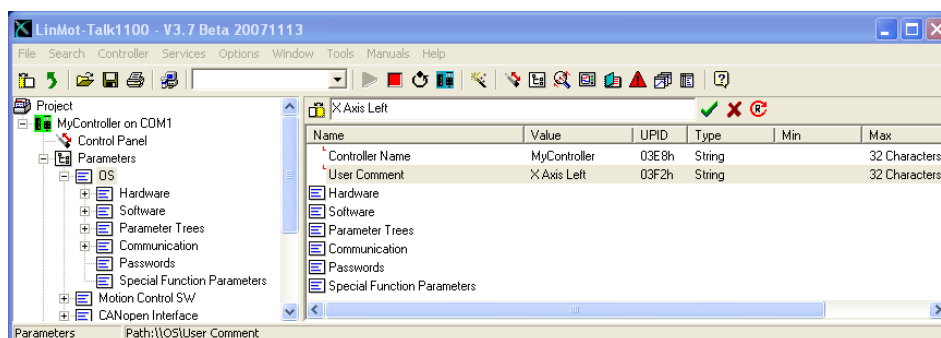 LinMot-Talk1100 - V3.7 Beta 20071113
File Search Controller Services Options Window Tools Manuals Help
Project
MyController on COM1
Control Panel
Parameters
OS
Hardware
Software
Parameter Trees
Communication
Passwords
Special Function Parameters
Motion Control SW
CANopen Interface
X Axis Left
Name Value UPID Type Min Max
Controller Name MyController 03E8h String 32 Characters
User Comment X Axis Left 03F2h String 32 Characters
Hardware
Software
Parameter Trees
Communication
Passwords
Special Function Parameters
Parameters Path:\\OS\User Comment